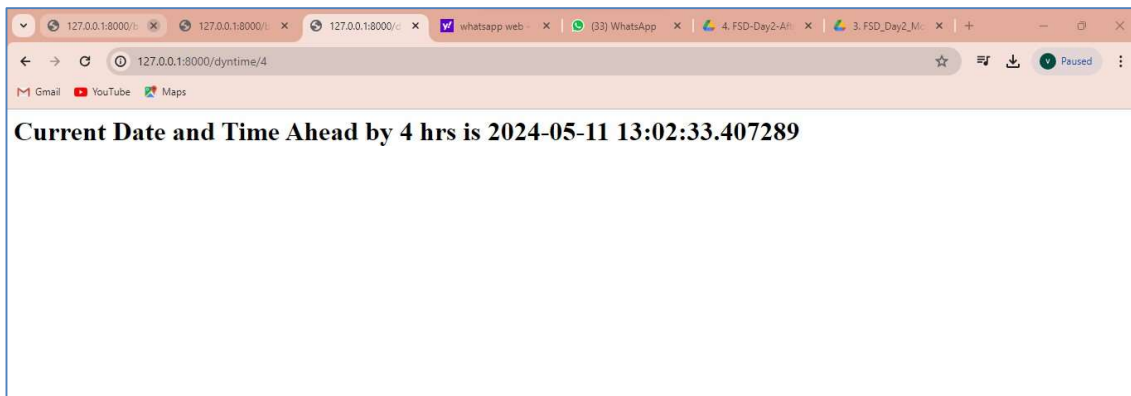 127.0.0.1:8000/b 127.0.0.1:8000/t 127.0.0.1:8000/d whatsapp web - (33) WhatsApp 4. FSD-Day2-Aft 3. FSD_Day2_Mo
127.0.0.1:8000/dyntime/4 V Paused
Gmail YouTube Maps
Current Date and Time Ahead by 4 hrs is 2024-05-11 13:02:33.407289